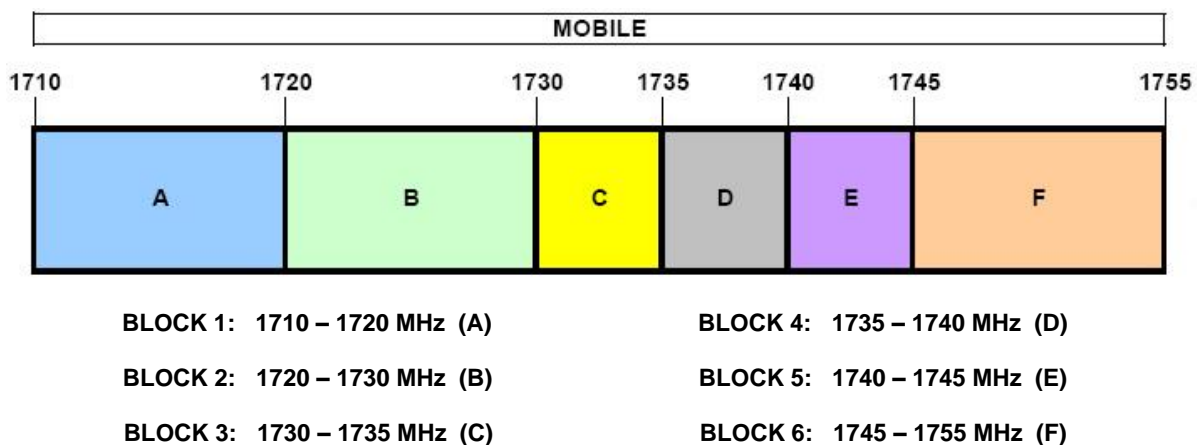 MOBILE
1710 1720 1730 1735 1740 1745 1755
A B C D E F
BLOCK 1: 1710 – 1720 MHz (A)
BLOCK 4: 1735 – 1740 MHz (D)
BLOCK 2: 1720 – 1730 MHz (B)
BLOCK 5: 1740 – 1745 MHz (E)
BLOCK 3: 1730 – 1735 MHz (C)
BLOCK 6: 1745 – 1755 MHz (F)